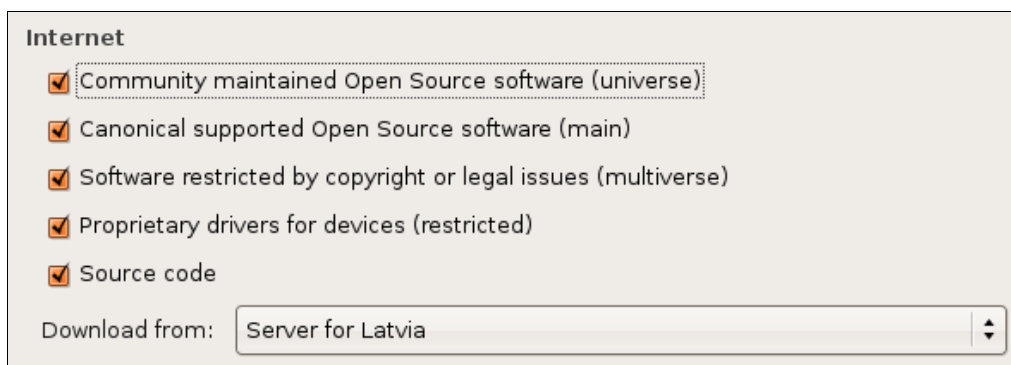 Internet
Community maintained Open Source software (universe)
Canonical supported Open Source software (main)
Software restricted by copyright or legal issues (multiverse)
Proprietary drivers for devices (restricted)
Source code
Download from: Server for Latvia